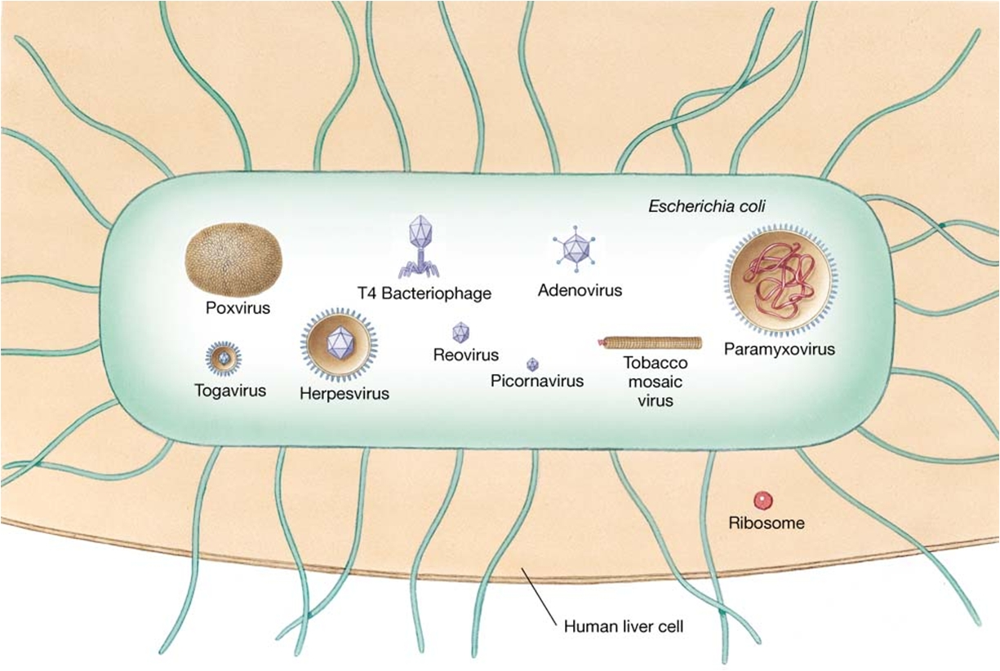 Escherichia coli
Poxvirus
T4 Bacteriophage
Adenovirus
Paramyxovirus
Togavirus
Herpesvirus
Reovirus
Picornavirus
Tobacco
mosaic
virus
Ribosome
Human liver cell